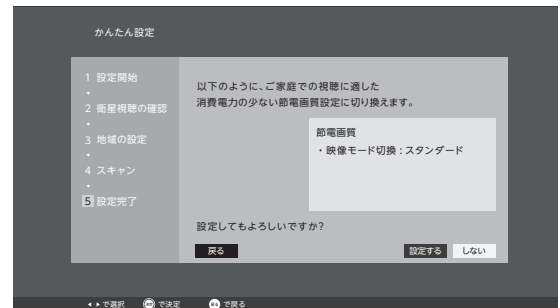 かんたん設定
1 設定開始
2 衛星視聴の確認
3 地域の設定
4 スキャン
5 設定完了
以下のように、ご家庭での視聴に適した
消費電力の少ない節電画質設定に切り換えます。
節電画質
・映像モード切換：スタンダード
設定してもよろしいですか?
戻る 設定する しない
で選択 決定 で決定 戻る で戻る